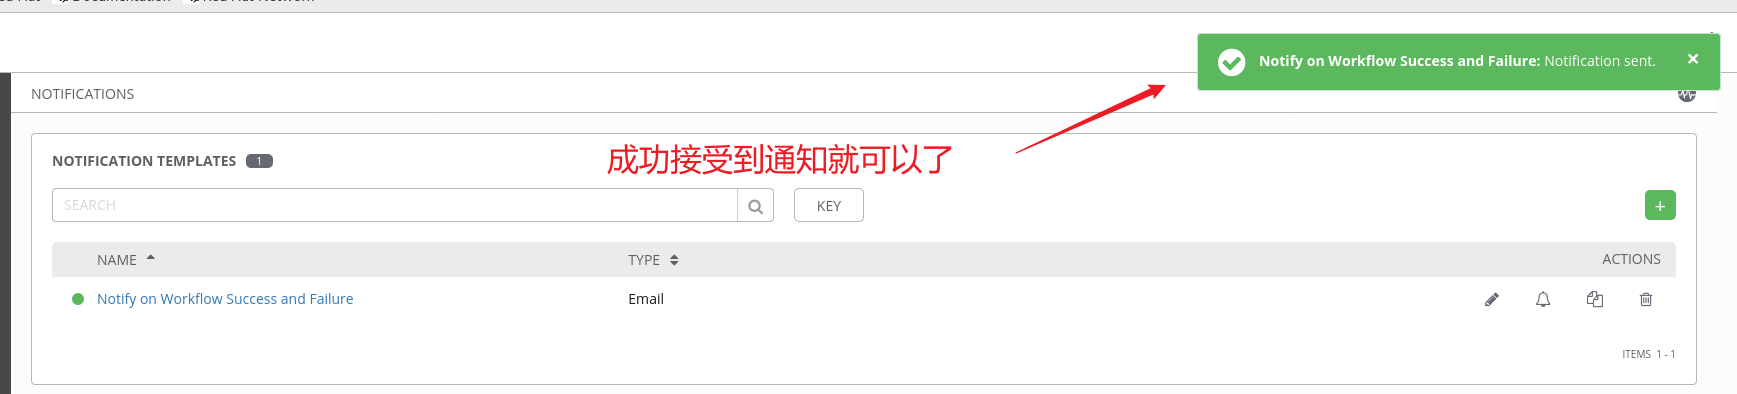 Documentation
Notify on Workflow Success and Failure: Notification sent.
NOTIFICATIONS
NOTIFICATION TEMPLATES 1
成功接受到通知就可以了
SEARCH
KEY
+
NAME TYPE ACTIONS
Notify on Workflow Success and Failure Email
ITEMS 1 - 1